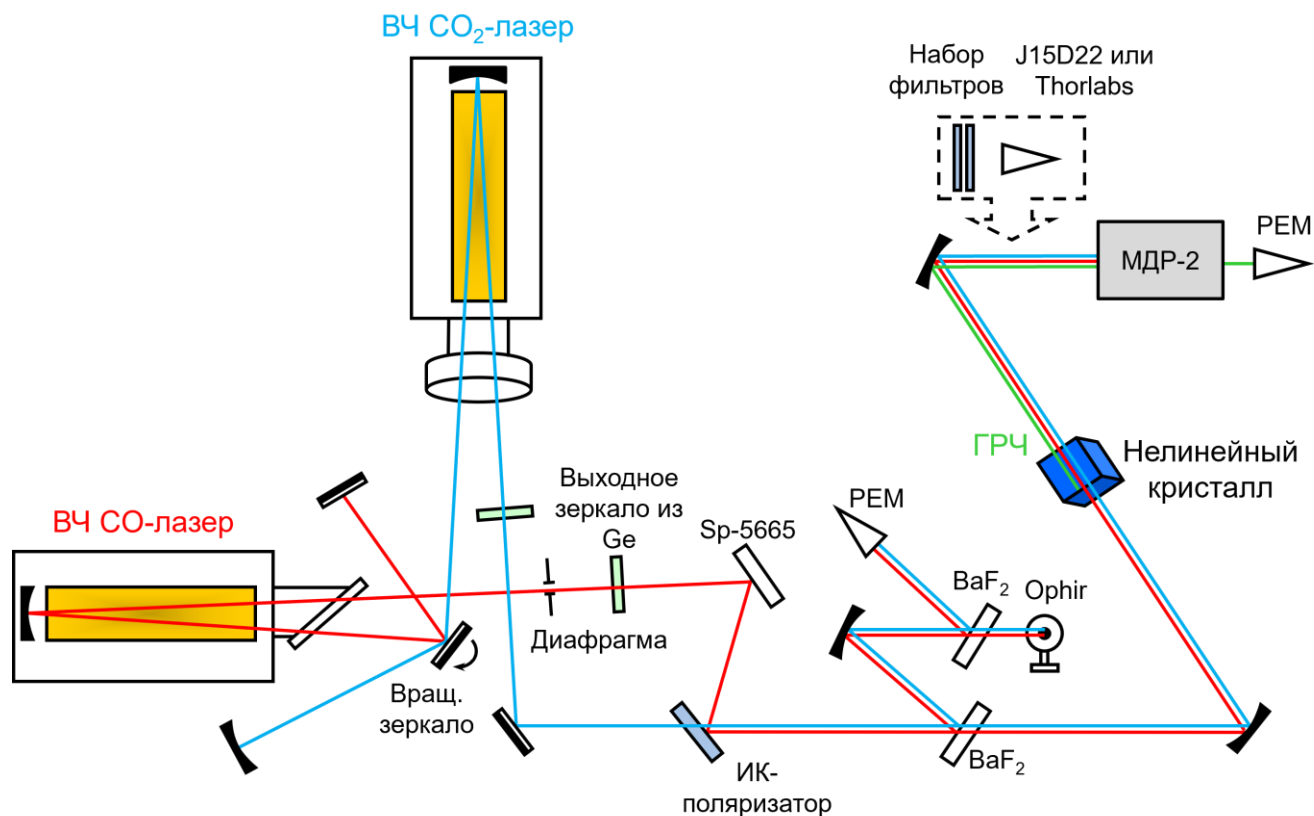 ВЧ CO₂-лазер
Набор
фильтров
J15D22 или
Thorlabs
МДР-2
PEM
ГРЧ
Нелинейный
кристалл
PEM
Выходное
зеркало из
Ge
Sp-5665
ВЧ CO-лазер
BaF₂
Ophir
Диафрагма
Вращ.
зеркало
BaF₂
ИК-
поляризатор